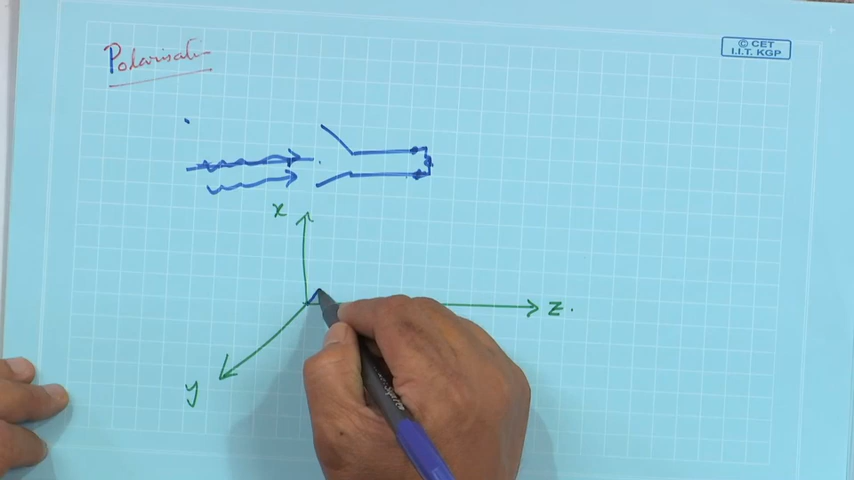 Polarisati
© CET
I.I.T. KGP
x
z.
y